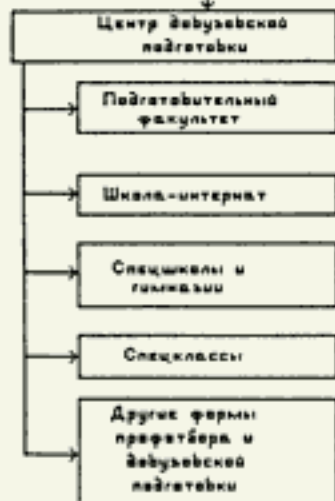 Центр довузовской
подготовки
Подготовительный
факультет
Школа-интернат
Спецшколы и
гимназии
Спецклассы
Другие формы
профотбора и
довузовской
подготовки